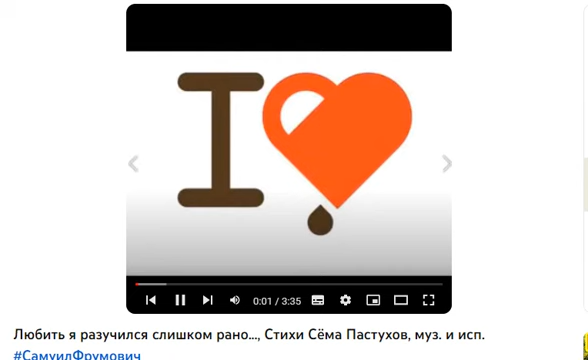 I
0:01 / 3:35
Любить я разучился слишком рано..., Стихи Сёма Пастухов, муз. и исп.
#СамуилФрумович